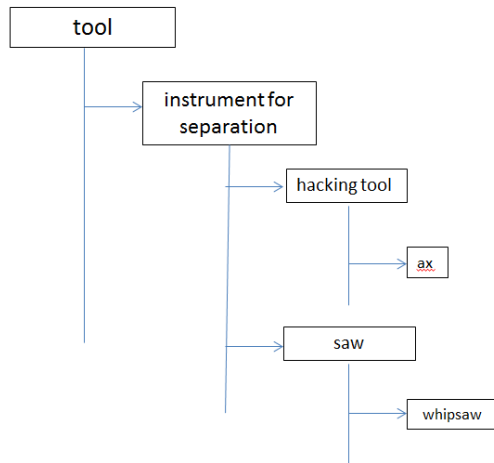 tool
instrument for
separation
hacking tool
ax
saw
whipsaw